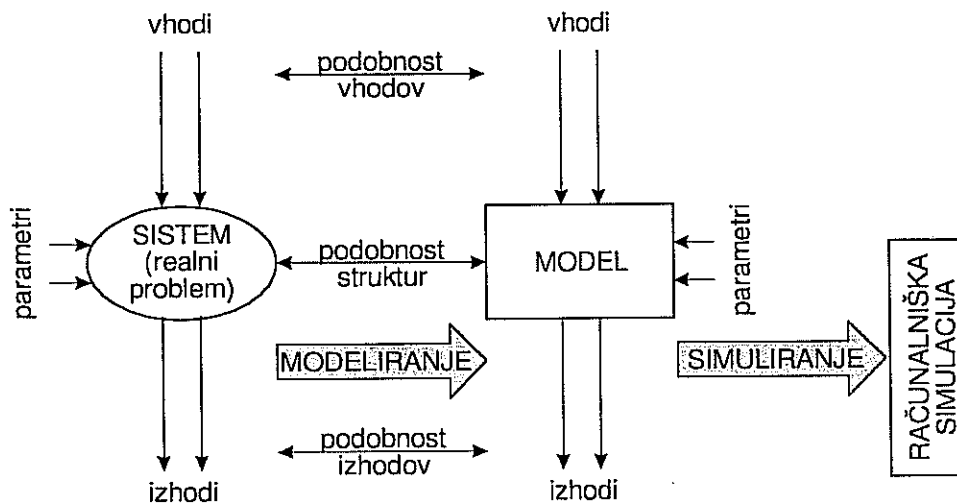 vhodi
vhodi
podobnost
vhodov
parametri
SISTEM
(realni
problem)
podobnost
struktur
MODEL
parametri
MODELIRANJE
SIMULIRANJE
RAČUNALNIŠKA
SIMULACIJA
podobnost
izhodov
izhodi
izhodi